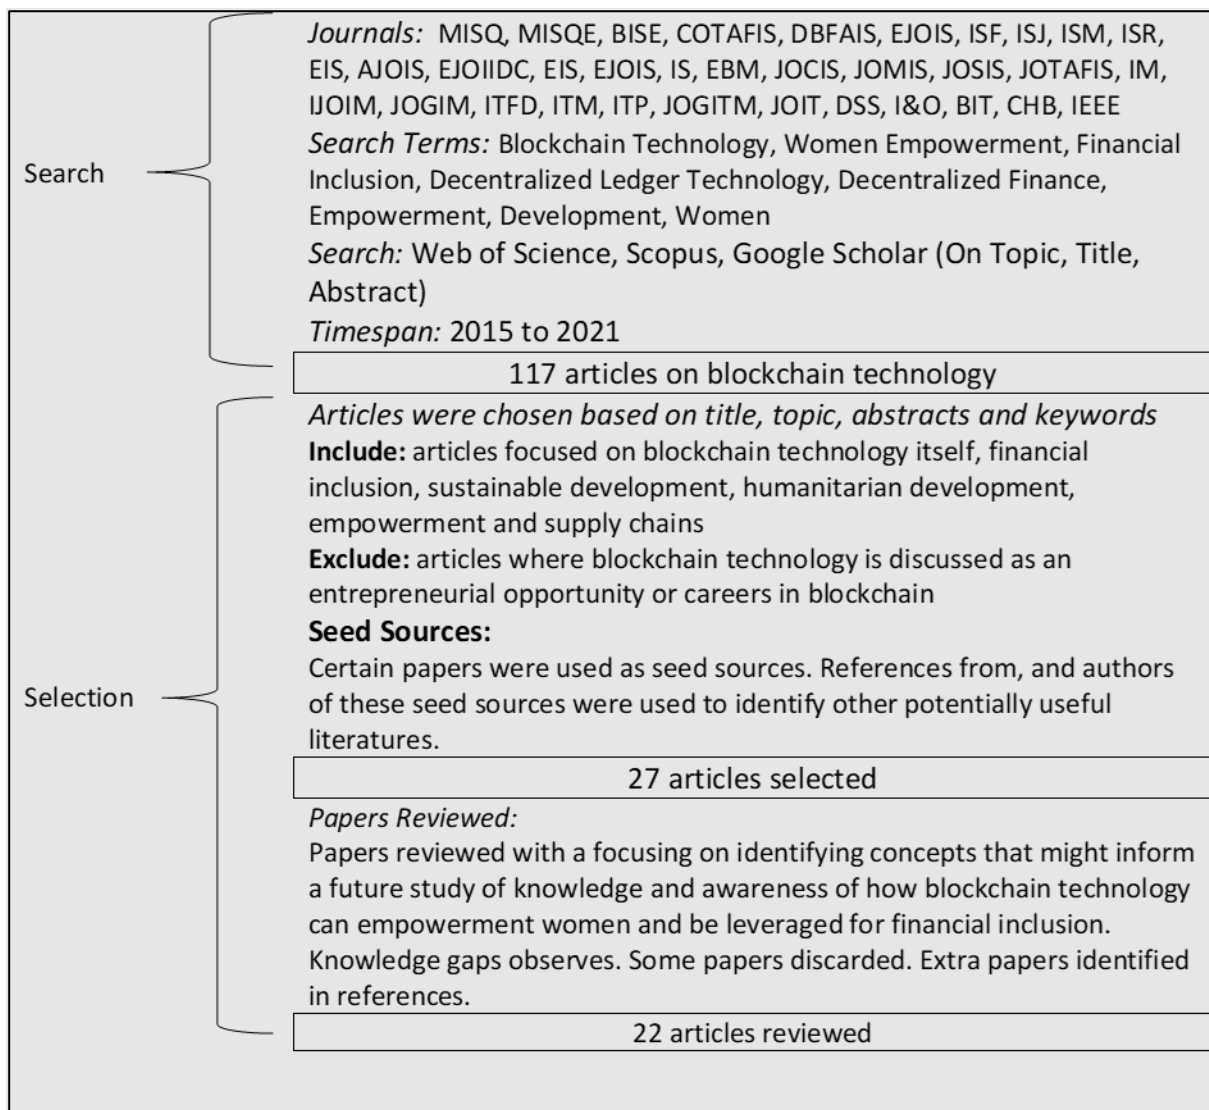 Journals: MISQ, MISQE, BISE, COTAFIS, DBFAIS, EJOIS, ISF, ISJ, ISM, ISR,
EIS, AJOIS, EJOIIDC, EIS, EJOIS, IS, EBM, JOCIS, JOMIS, JOSIS, JOTAFIS, IM,
IJOIM, JOGIM, ITFD, ITM, ITP, JOGITM, JOIT, DSS, I&O, BIT, CHB, IEEE
Search Terms: Blockchain Technology, Women Empowerment, Financial
Search
Inclusion, Decentralized Ledger Technology, Decentralized Finance,
Empowerment, Development, Women
Search: Web of Science, Scopus, Google Scholar (On Topic, Title,
Abstract)
Timespan: 2015 to 2021
117 articles on blockchain technology
Articles were chosen based on title, topic, abstracts and keywords
Include: articles focused on blockchain technology itself, financial
inclusion, sustainable development, humanitarian development,
empowerment and supply chains
Exclude: articles where blockchain technology is discussed as an
entrepreneurial opportunity or careers in blockchain
Seed Sources:
Certain papers were used as seed sources. References from, and authors
Selection
of these seed sources were used to identify other potentially useful
literatures.
27 articles selected
Papers Reviewed:
Papers reviewed with a focusing on identifying concepts that might inform
a future study of knowledge and awareness of how blockchain technology
can empowerment women and be leveraged for financial inclusion.
Knowledge gaps observes. Some papers discarded. Extra papers identified
in references.
22 articles reviewed